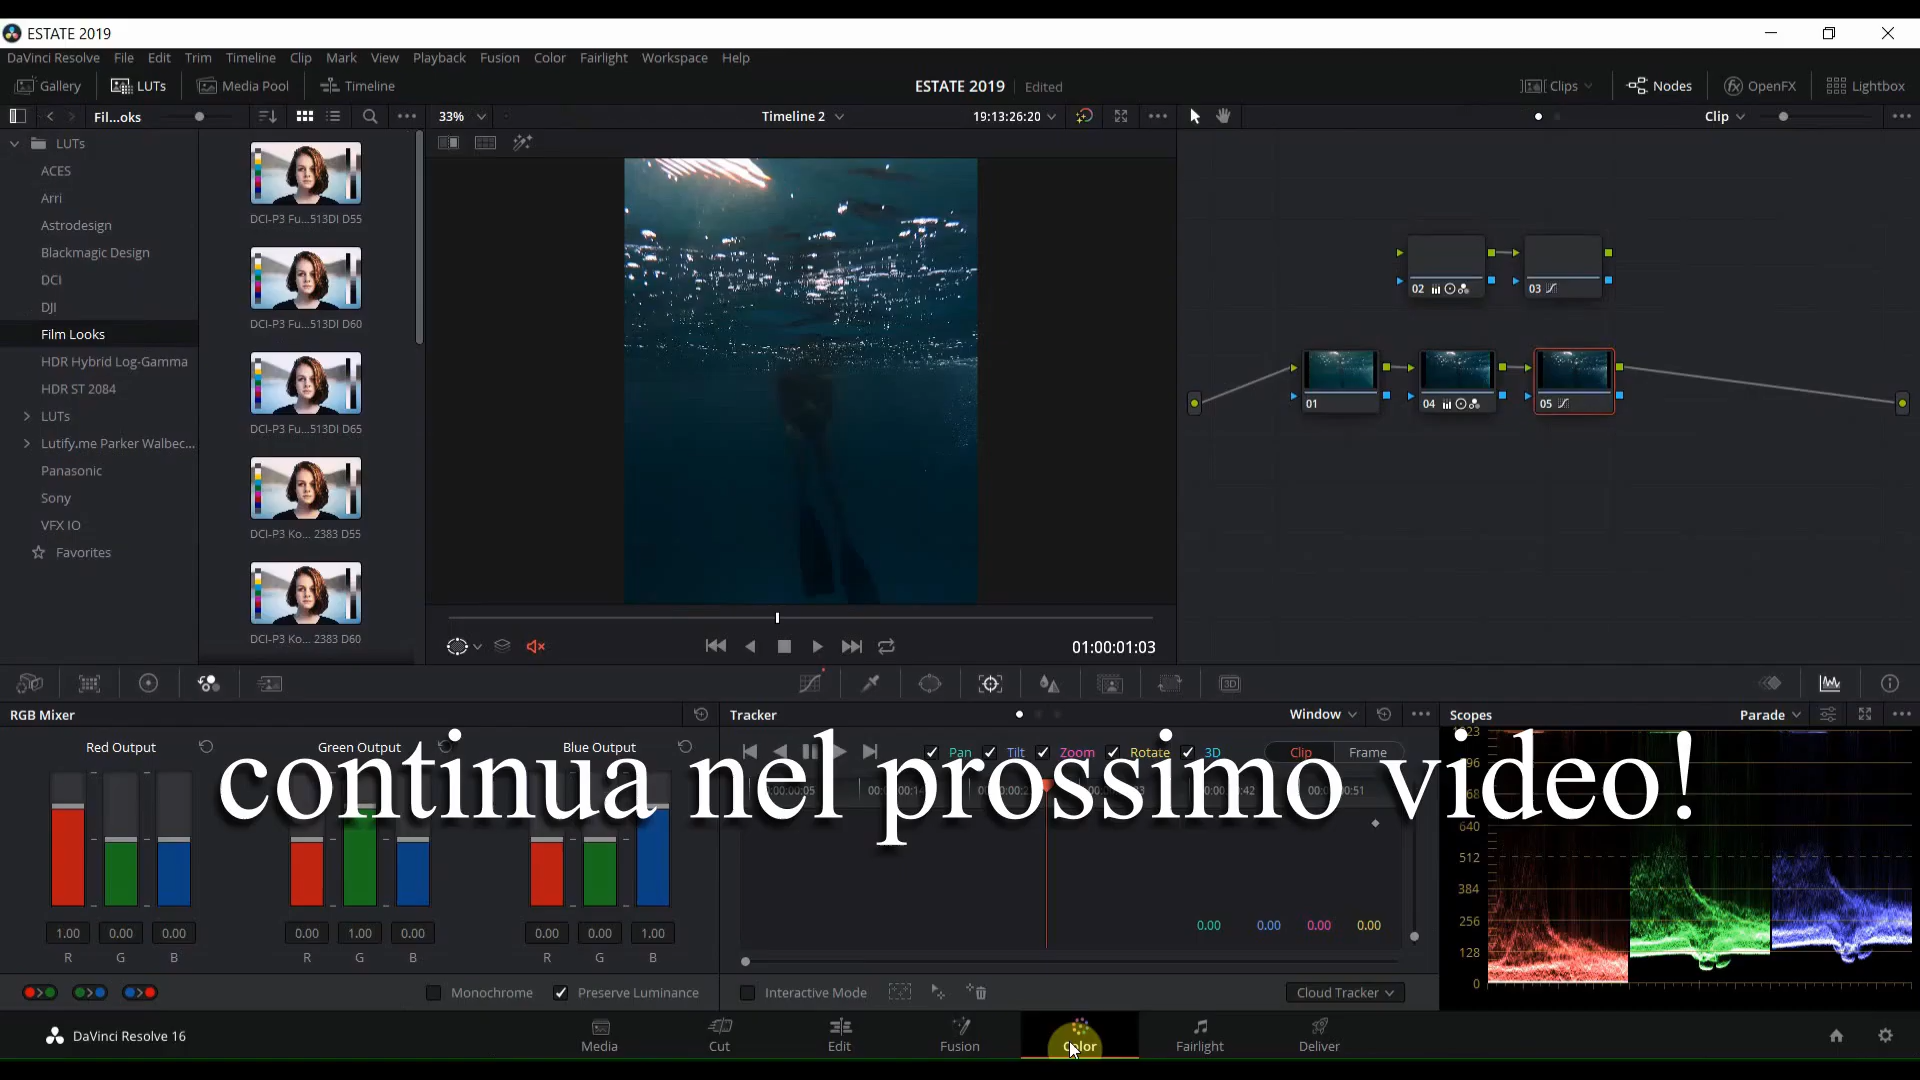 ESTATE 2019
DaVinci Resolve File Edit Trim Timeline Clip Mark View Playback Fusion Color Fairlight Workspace Help
Gallery LUTs Media Pool Timeline ESTATE 2019 Edited Clips Nodes OpenFX Lightbox
Fil...oks 33% Timeline 2 19:13:26:20 Clip
LUTs
ACES
Arri
Astrodesign
Blackmagic Design
DCI
DJI
Film Looks
HDR Hybrid Log-Gamma
HDR ST 2084
LUTs
Lutify.me Parker Walbec...
Panasonic
Sony
VFX IO
Favorites
DCI-P3 Fu...513DI D55
DCI-P3 Fu...513DI D60
DCI-P3 Fu...513DI D65
DCI-P3 Ko... 2383 D55
DCI-P3 Ko... 2383 D60
02 03
01 04 05
01:00:01:03
3D
RGB Mixer Tracker Window Scopes Parade
Red Output Green Output Blue Output Pan Tilt Zoom Rotate 3D Clip Frame
continua nel prossimo video!
640
512
384
256
128
0
0.00 0.00 0.00 0.00
1.00 0.00 0.00 0.00 1.00 0.00 0.00 0.00 1.00
R G B R G B R G B
Monochrome Preserve Luminance Interactive Mode Cloud Tracker
DaVinci Resolve 16 Media Cut Edit Fusion Color Fairlight Deliver